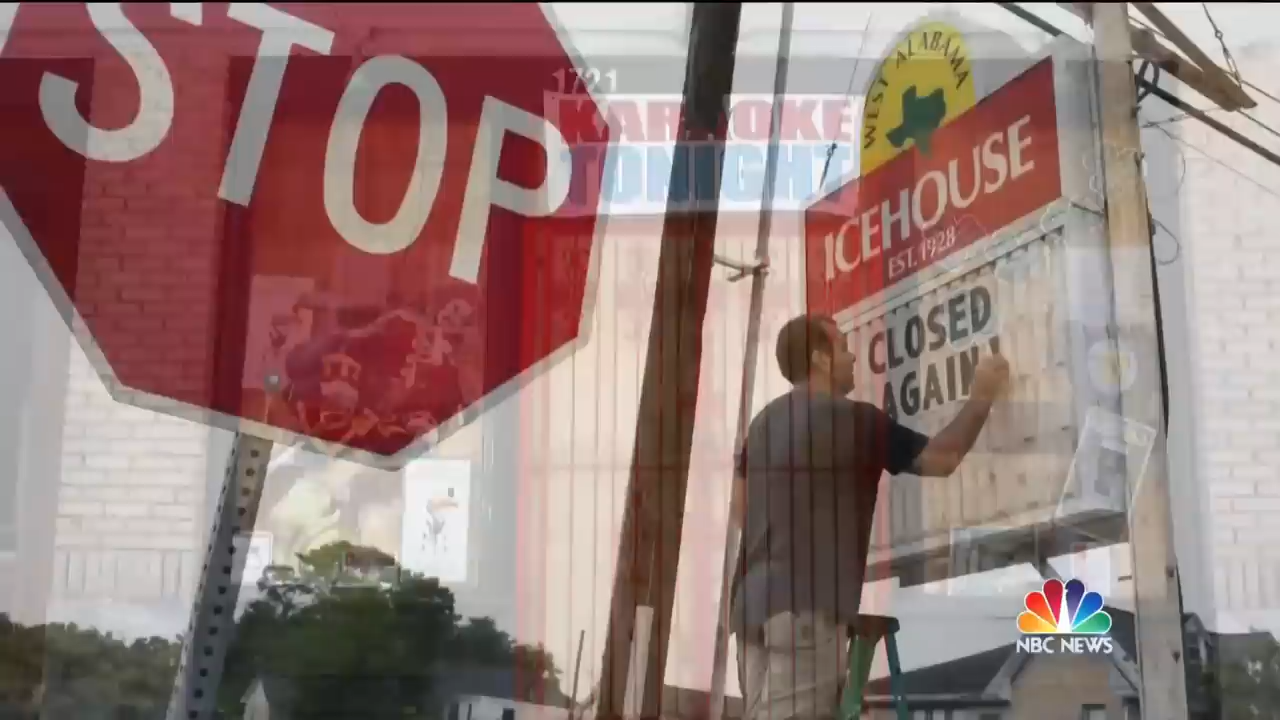 STOP
1721
KARAOKE
TONIGHT
WEST ALABAMA
ICEHOUSE
EST. 1928
CLOSED
AGAIN!
NBC NEWS